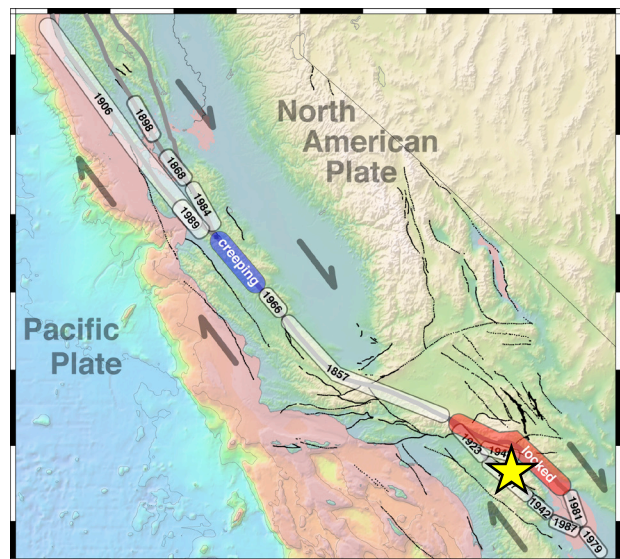 North
American
Plate
1906
1898
1868
1984
1989
creeping
1966
Pacific
Plate
1857
1923
locked
1942
1981
1987
1979